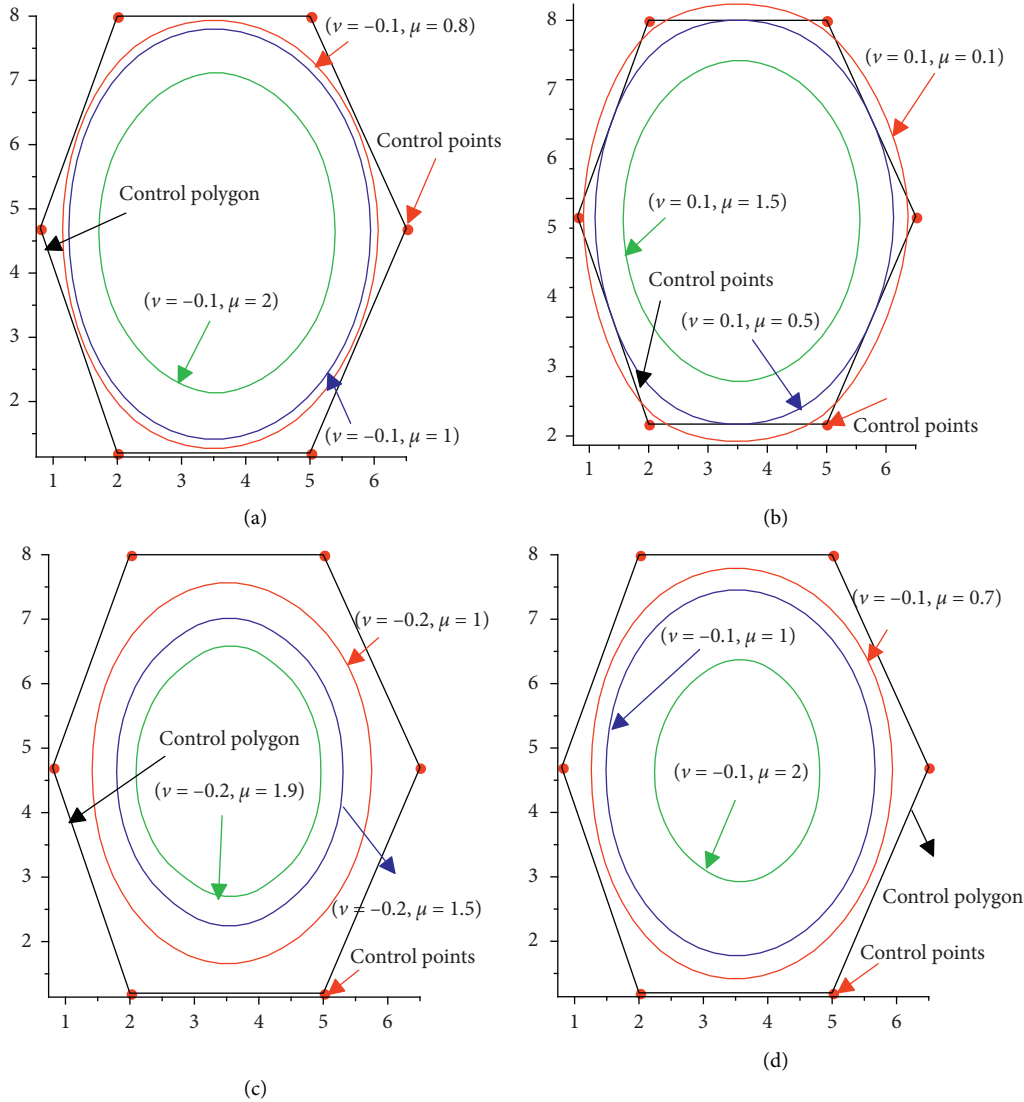 8
7
6
5
4
3
2
1 2 3 4 5 6
(ν = –0.1, μ = 0.8)
Control points
Control polygon
(ν = –0.1, μ = 2)
(ν = –0.1, μ = 1)
(a)
8
7
6
5
4
3
2
1 2 3 4 5 6
(ν = 0.1, μ = 0.1)
(ν = 0.1, μ = 1.5)
Control points
(ν = 0.1, μ = 0.5)
Control points
(b)
8
7
6
5
4
3
2
1 2 3 4 5 6
(ν = –0.2, μ = 1)
Control polygon
(ν = –0.2, μ = 1.9)
(ν = –0.2, μ = 1.5)
Control points
(c)
8
7
6
5
4
3
2
1 2 3 4 5 6
(ν = –0.1, μ = 0.7)
(ν = –0.1, μ = 1)
(ν = –0.1, μ = 2)
Control polygon
Control points
(d)